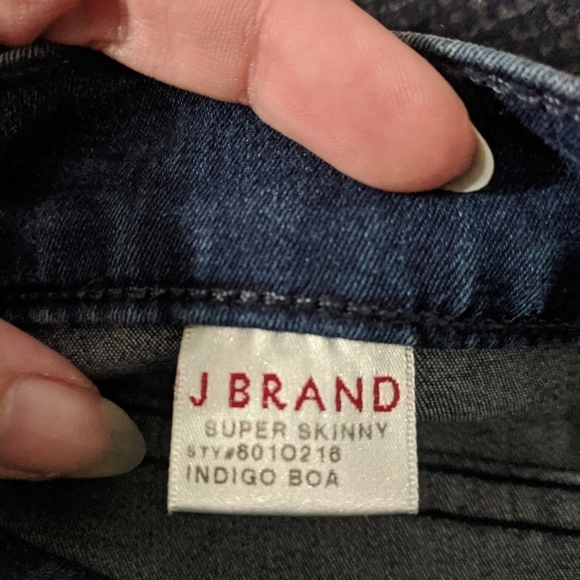 J BRAND
SUPER SKINNY
STY#8010216
INDIGO BOA